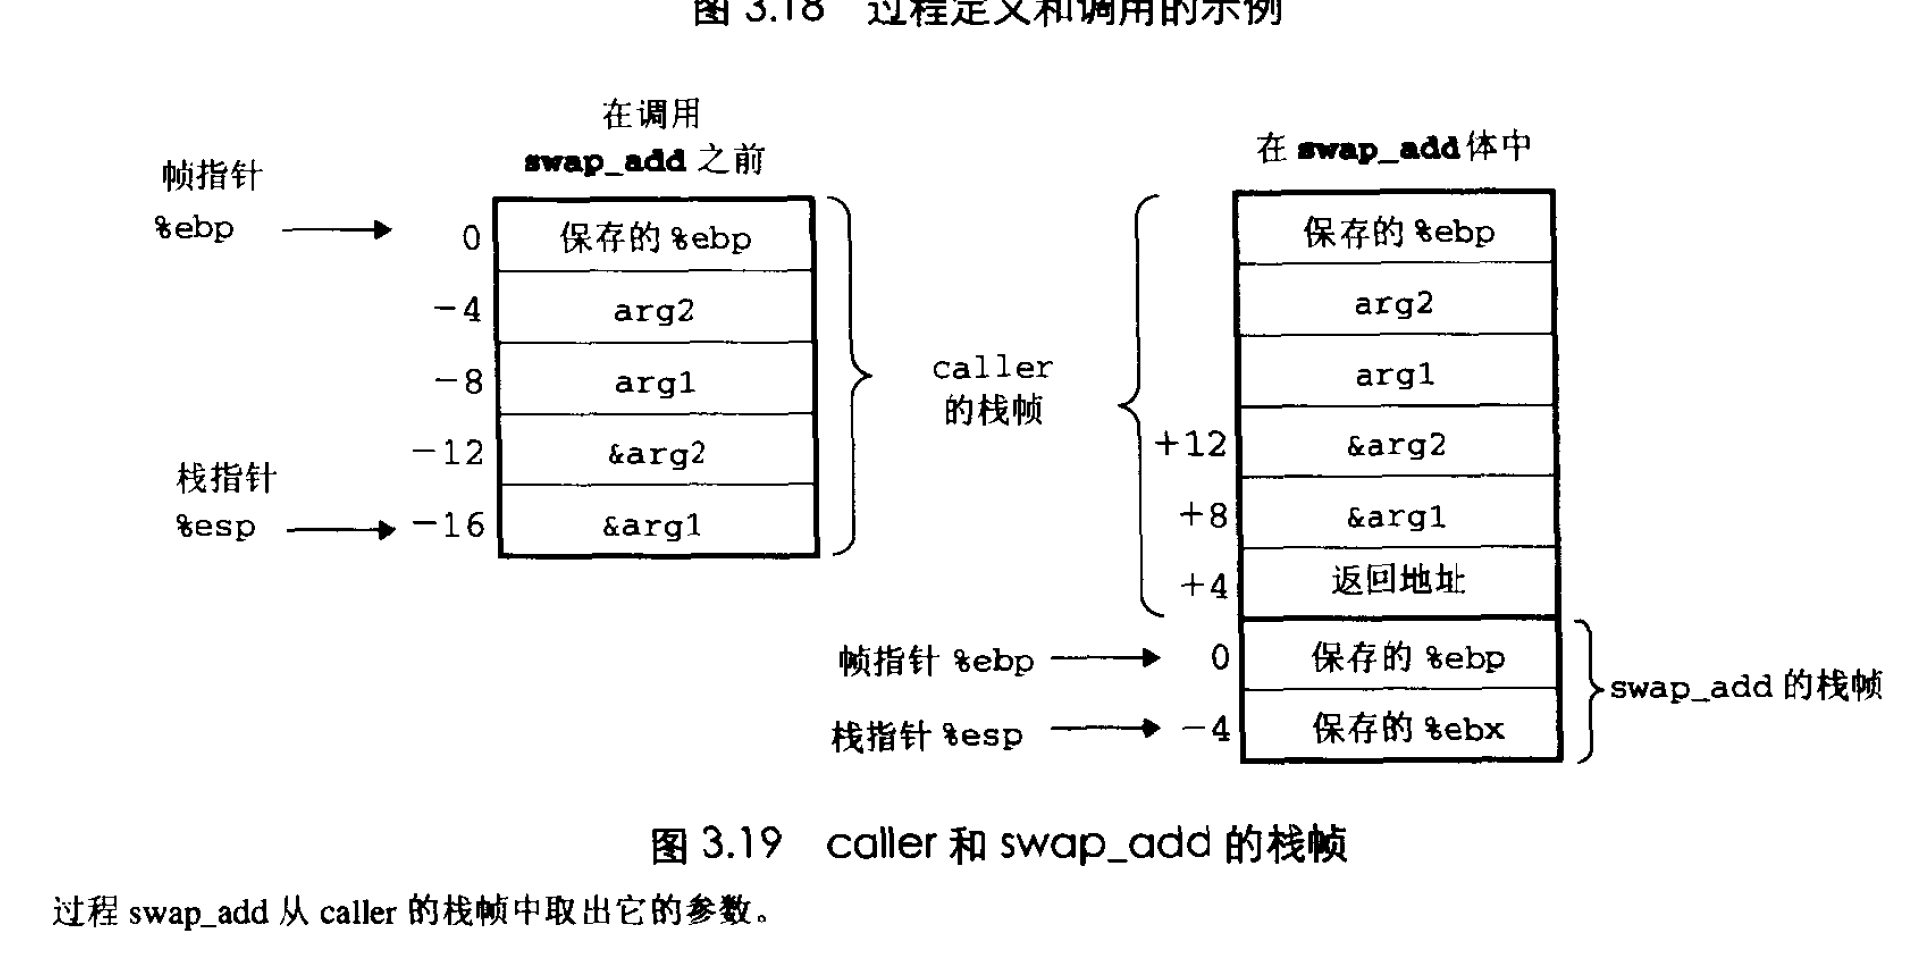 图 3.18 过程定义和调用的示例
在调用
swap_add 之前
帧指针
%ebp
0
保存的 %ebp
-4
arg2
-8
arg1
-12
&arg2
栈指针
%esp
-16
&arg1
caller
的栈帧
在 swap_add 体中
保存的 %ebp
arg2
arg1
+12
&arg2
+8
&arg1
+4
返回地址
帧指针 %ebp
0
保存的 %ebp
栈指针 %esp
-4
保存的 %ebx
swap_add 的栈帧
图 3.19 caller 和 swap_add 的栈帧
过程 swap_add 从 caller 的栈帧中取出它的参数。